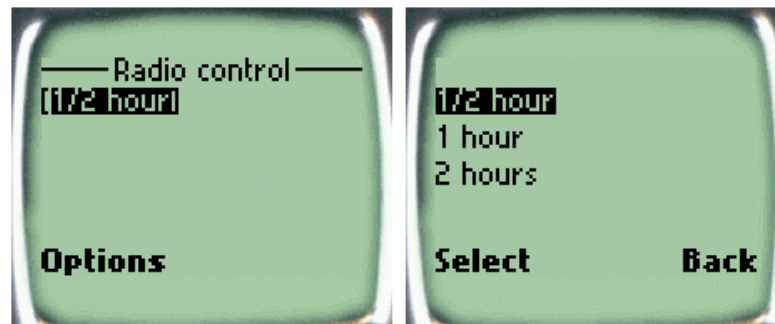 Radio control
[1/2 hour]
Options
1/2 hour
1 hour
2 hours
Select Back